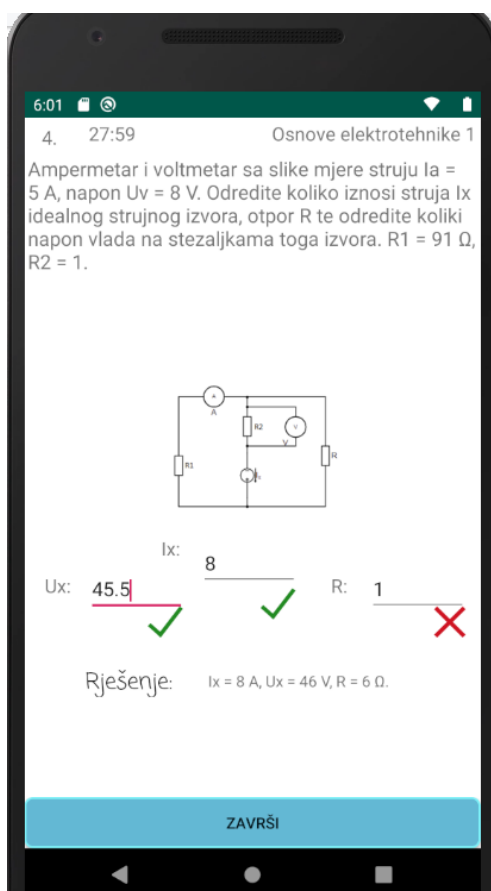 6:01
4. 27:59 Osnove elektrotehnike 1
Ampermetar i voltmetar sa slike mjere struju Ia =
5 A, napon Uv = 8 V. Odredite koliko iznosi struja Ix
idealnog strujnog izvora, otpor R te odredite koliki
napon vlada na stezaljkama toga izvora. R1 = 91 Ω,
R2 = 1.
A
A
R2
V
V
R1
R
Ix:
8
Ux: 45.5
R: 1
Rješenje: Ix = 8 A, Ux = 46 V, R = 6 Ω.
ZAVRŠI